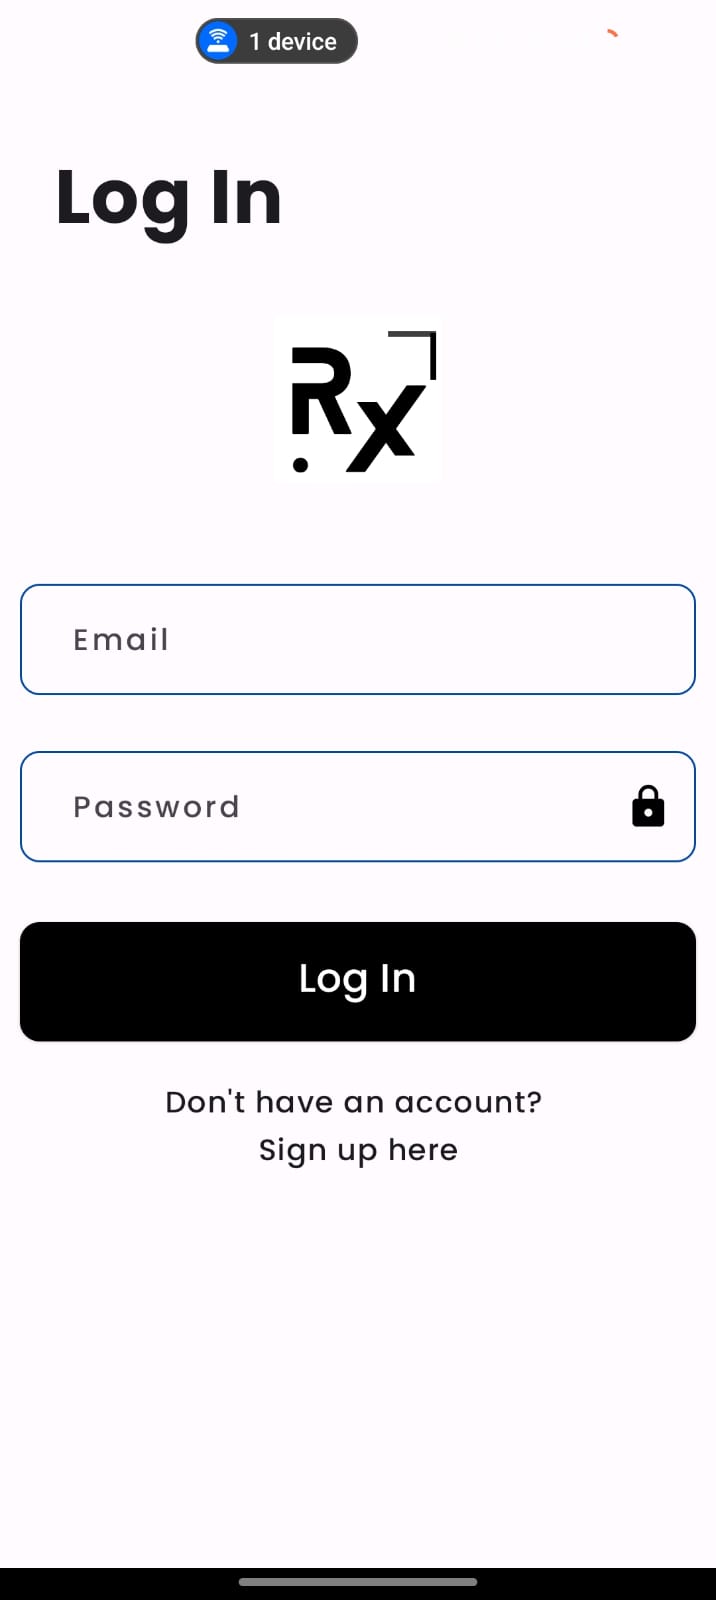 1 device
Log In
Rx
Email
Password
Log In
Don't have an account?
Sign up here